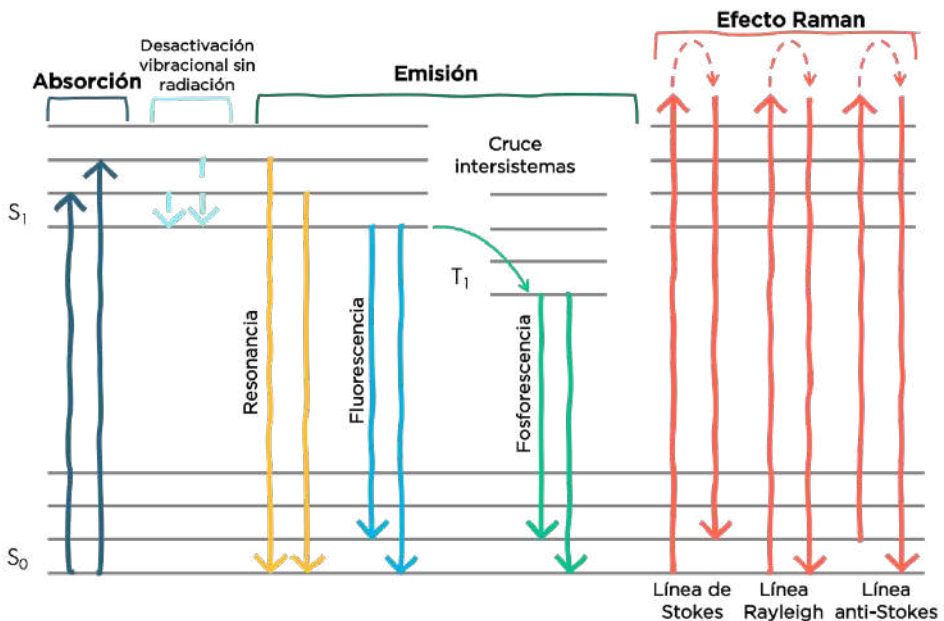 Efecto Raman
Desactivación
vibracional sin
radiación
Absorción
Emisión
Cruce
intersistemas
S₁
T₁
Resonancia
Fluorescencia
Fosforescencia
S₀
Línea de
Stokes
Línea
Rayleigh
Línea
anti-Stokes